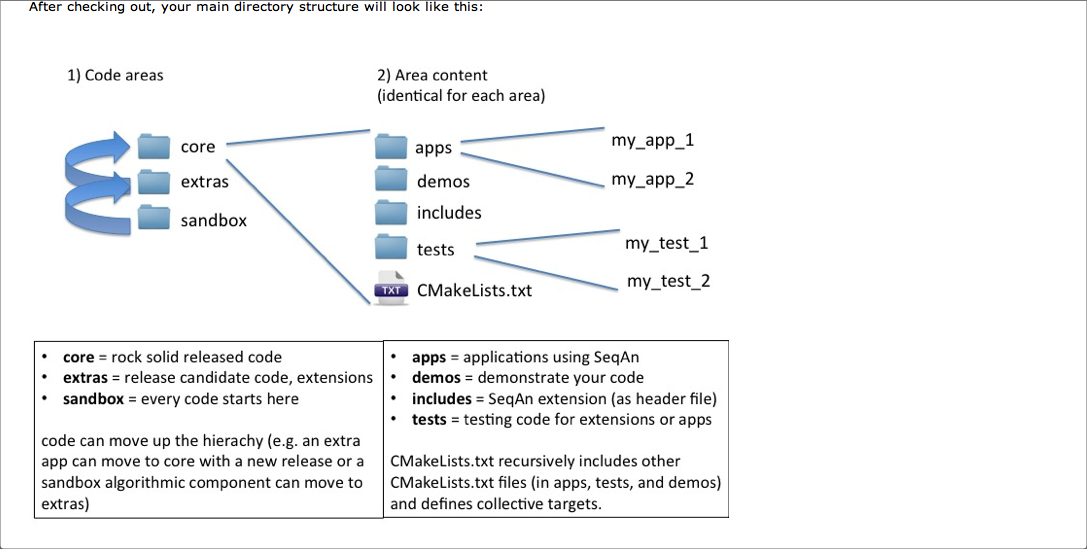 After checking out, your main directory structure will look like this:
1) Code areas
2) Area content
(identical for each area)
core
extras
sandbox
apps
demos
includes
tests
TXT
CMakeLists.txt
my_app_1
my_app_2
my_test_1
my_test_2
• core = rock solid released code
• extras = release candidate code, extensions
• sandbox = every code starts here
code can move up the hierachy (e.g. an extra
app can move to core with a new release or a
sandbox algorithmic component can move to
extras)
• apps = applications using SeqAn
• demos = demonstrate your code
• includes = SeqAn extension (as header file)
• tests = testing code for extensions or apps
CMakeLists.txt recursively includes other
CMakeLists.txt files (in apps, tests, and demos)
and defines collective targets.